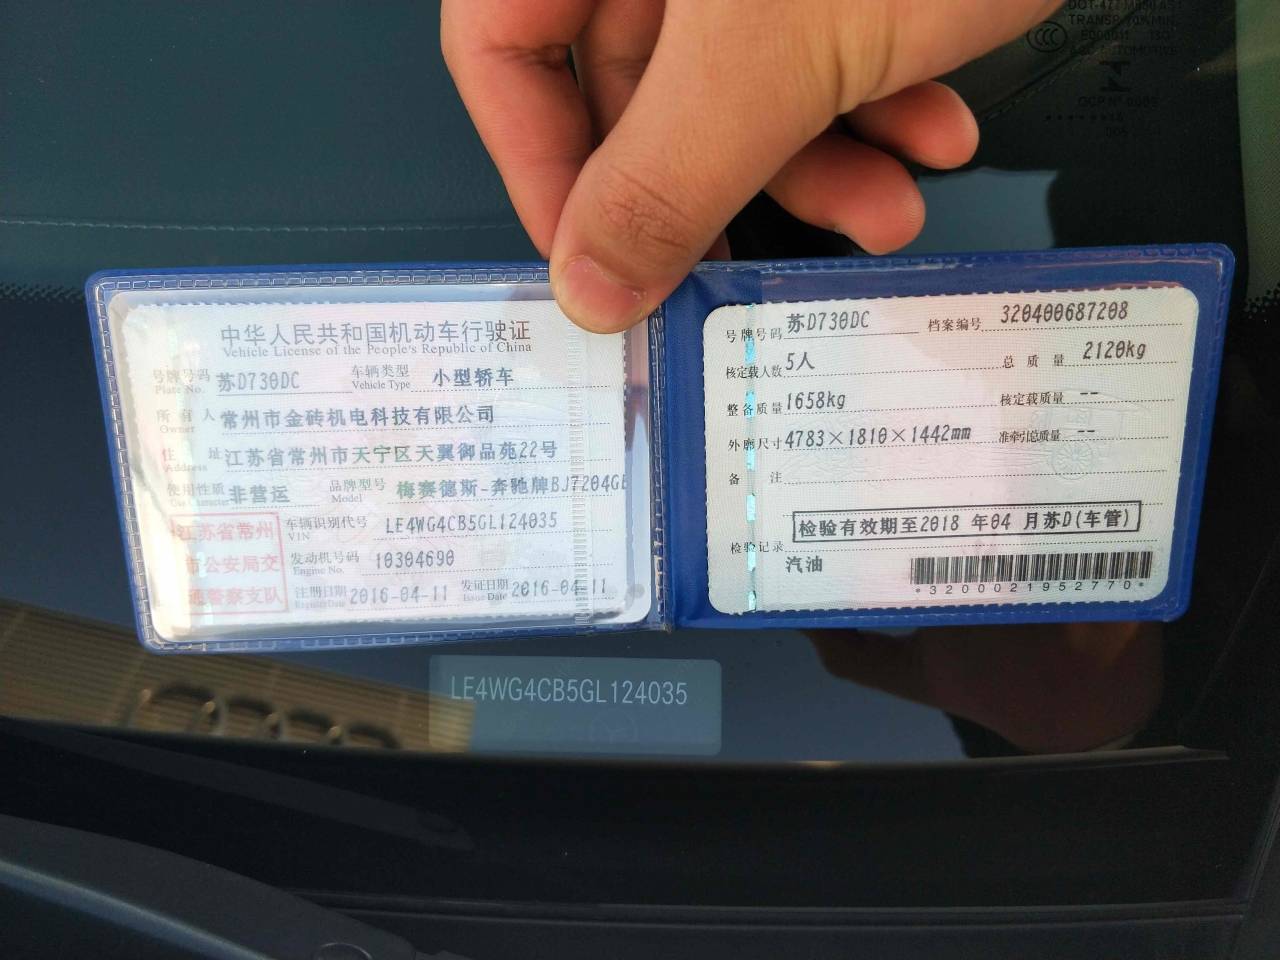 中华人民共和国机动车行驶证
Vehicle License of the People's Republic of China
号牌号码 苏D730DC 车辆类型 小型轿车
Plate No. Vehicle Type
所有人 常州市金砖机电科技有限公司
Owner
住址 江苏省常州市天宁区天翼御品苑22号
Address
使用性质 非营运 品牌型号 梅赛德斯-奔驰牌BJ7204GE
Use Character Model
江苏省常州
市公安局交
通警察支队
车辆识别代号 LE4WG4CB5GL124035
VIN
发动机号码 10304690
Engine No.
注册日期 2016-04-11 发证日期 2016-04-11
Register Date Issue Date
号牌号码 苏D730DC 档案编号 320400687208
核定载人数 5人 总质量 2120kg
整备质量 1658kg 核定载质量 --
外廓尺寸 4783×1810×1442mm 准牵引总质量 --
备注
检验有效期至2018 年04 月苏D(车管)
检验记录
汽油
*3200021952770*
LE4WG4CB5GL124035
TRANSP. 70%MIN.